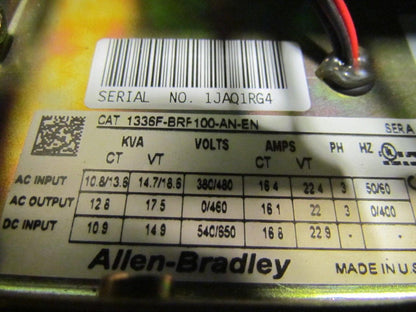 SERIAL NO. 1JAQ1RG4
CAT 1336F-BRF100-AN-EN SER A
KVA VOLTS AMPS PH HZ
CT VT CT VT
AC INPUT 10.8/13.6 14.7/18.6 380/480 16.4 22.4 3 50/60
AC OUTPUT 12.8 17.5 0/460 16.1 22 3 0/400
DC INPUT 10.9 14.9 540/650 16.8 22.9 - -
Allen-Bradley MADE IN U.S